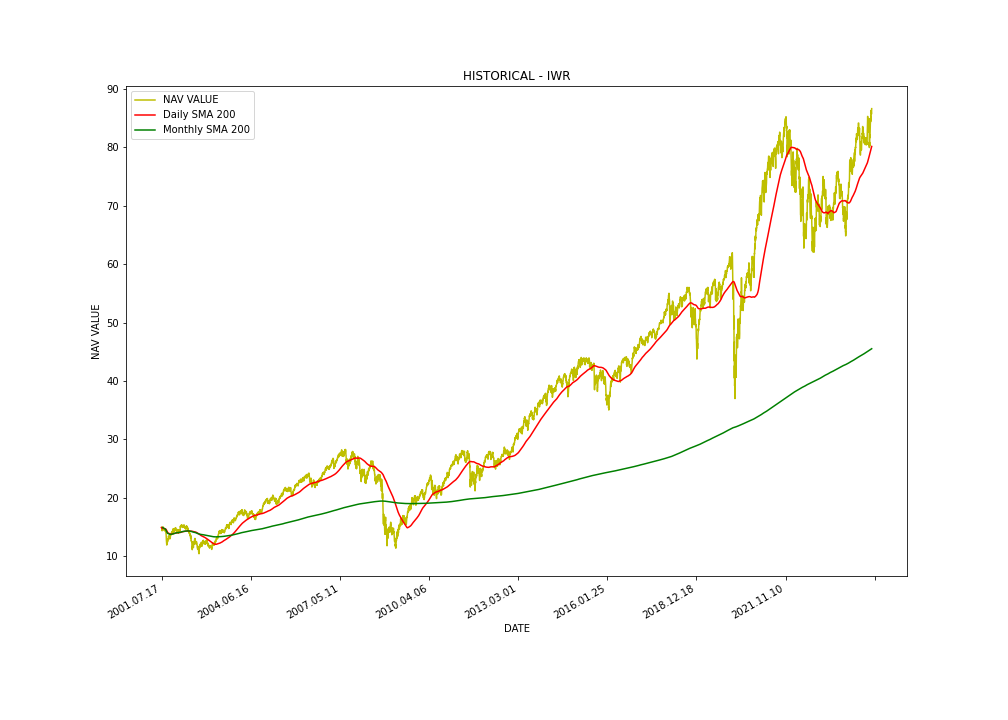 HISTORICAL - IWR
NAV VALUE
Daily SMA 200
Monthly SMA 200
90
80
70
60
50
40
30
20
10
NAV VALUE
2001.07.17
2004.06.16
2007.05.11
2010.04.06
2013.03.01
2016.01.25
2018.12.18
2021.11.10
DATE